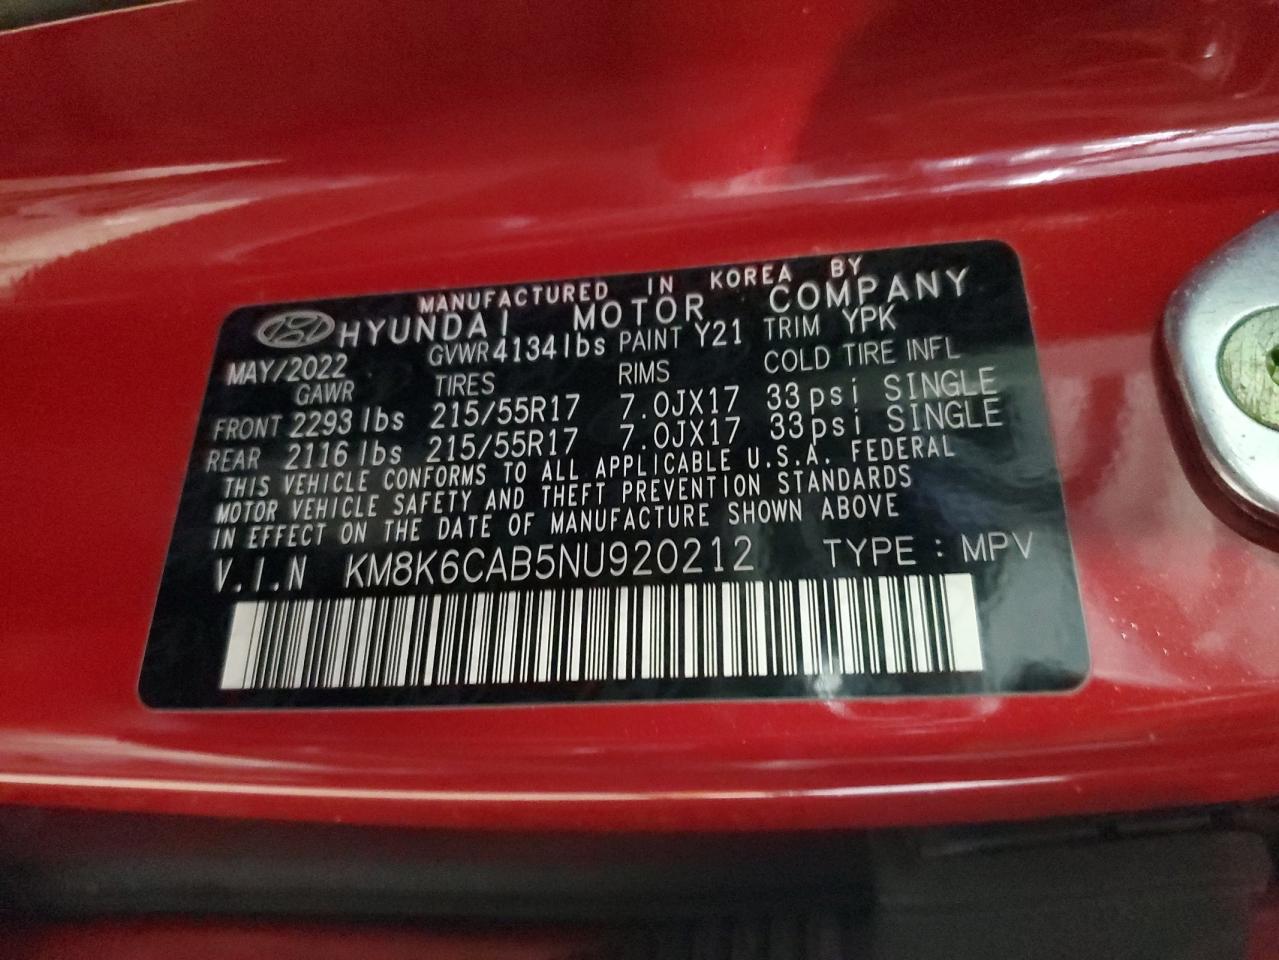 MANUFACTURED IN KOREA BY
HYUNDAI MOTOR COMPANY
MAY/2022 GVWR 4134 lbs PAINT Y21 TRIM YPK
GAWR TIRES RIMS COLD TIRE INFL
FRONT 2293 lbs 215/55R17 7.0JX17 33psi SINGLE
REAR 2116 lbs 215/55R17 7.0JX17 33psi SINGLE
THIS VEHICLE CONFORMS TO ALL APPLICABLE U.S.A. FEDERAL
MOTOR VEHICLE SAFETY AND THEFT PREVENTION STANDARDS
IN EFFECT ON THE DATE OF MANUFACTURE SHOWN ABOVE
V.I.N KM8K6CAB5NU920212 TYPE : MPV